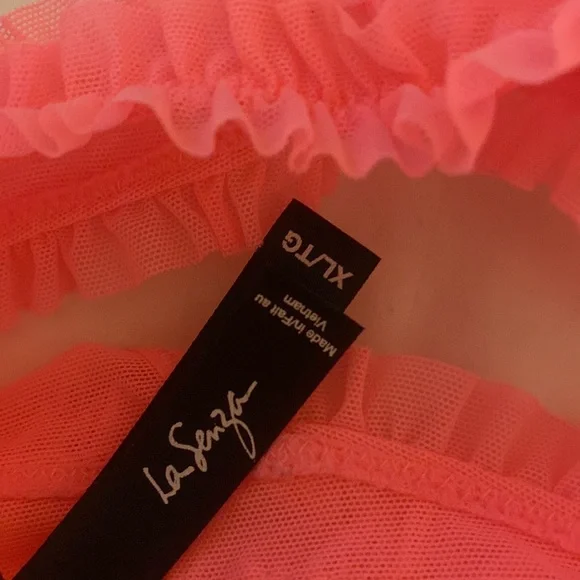 XL/TG
Made in/Fait au
Vietnam
La Senza